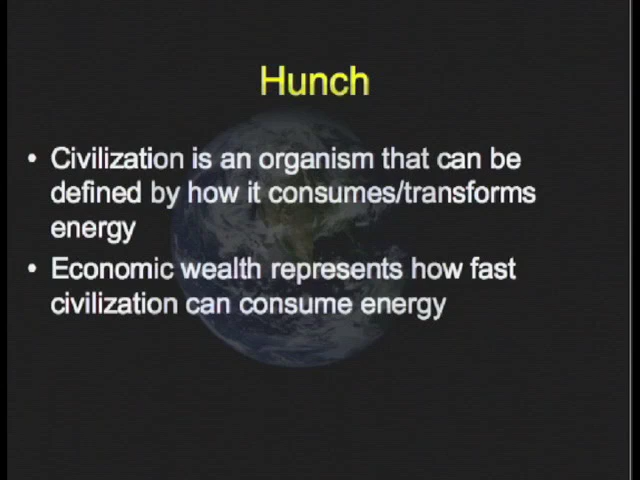 Hunch
• Civilization is an organism that can be
defined by how it consumes/transforms
energy
• Economic wealth represents how fast
civilization can consume energy